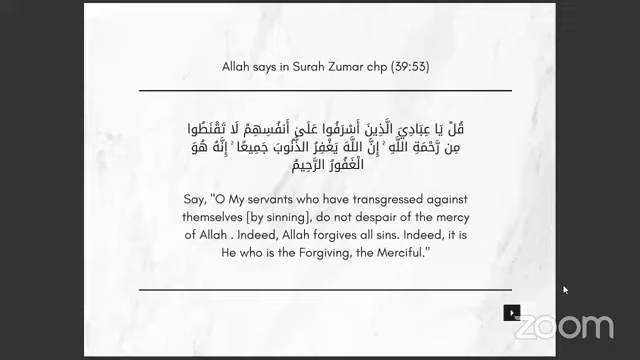 Allah says in Surah Zumar chp (39:53)
قُلْ يَا عِبَادِيَ الَّذِينَ أَسْرَفُوا عَلَىٰ أَنفُسِهِمْ لَا تَقْنَطُوا
مِن رَّحْمَةِ اللَّهِ ۚ إِنَّ اللَّهَ يَغْفِرُ الذُّنُوبَ جَمِيعًا ۚ إِنَّهُ هُوَ
الْغَفُورُ الرَّحِيمُ
Say, "O My servants who have transgressed against
themselves [by sinning], do not despair of the mercy
of Allah . Indeed, Allah forgives all sins. Indeed, it is
He who is the Forgiving, the Merciful."
zoom